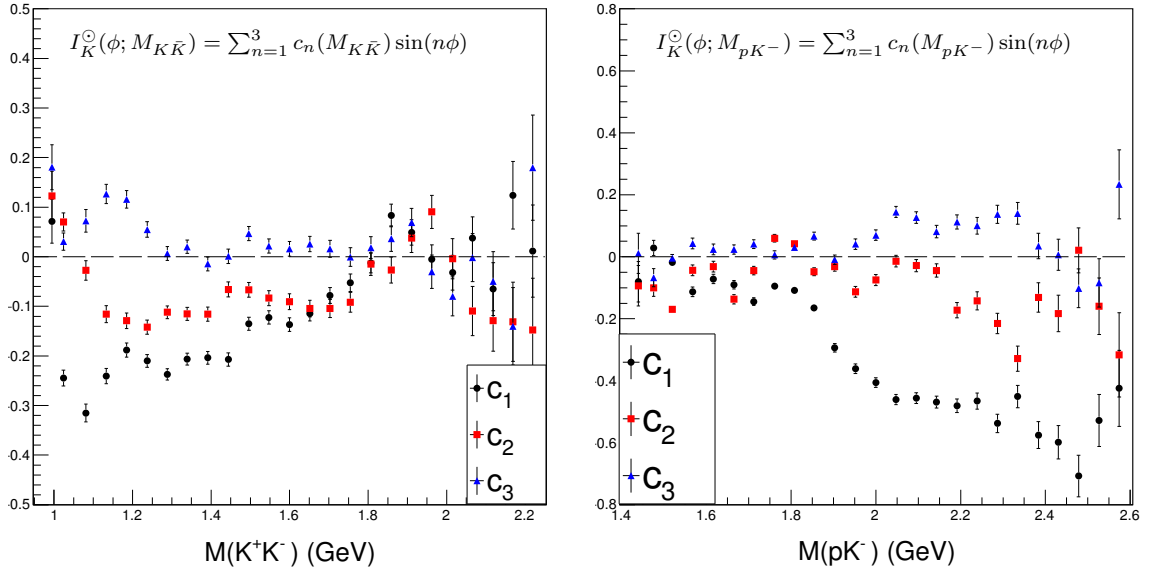 I_K^⊙(ϕ; M_{KK̄}) = ∑_{n=1}^{3} c_n(M_{KK̄}) sin(nϕ)
0.5
0.4
0.3
0.2
0.1
0
-0.1
-0.2
-0.3
-0.4
-0.5
c₁
c₂
c₃
1 1.2 1.4 1.6 1.8 2 2.2
M(K⁺K⁻) (GeV)
I_K^⊙(ϕ; M_{pK⁻}) = ∑_{n=1}^{3} c_n(M_{pK⁻}) sin(nϕ)
0.8
0.6
0.4
0.2
0
-0.2
-0.4
-0.6
-0.8
c₁
c₂
c₃
1.4 1.6 1.8 2 2.2 2.4 2.6
M(pK⁻) (GeV)